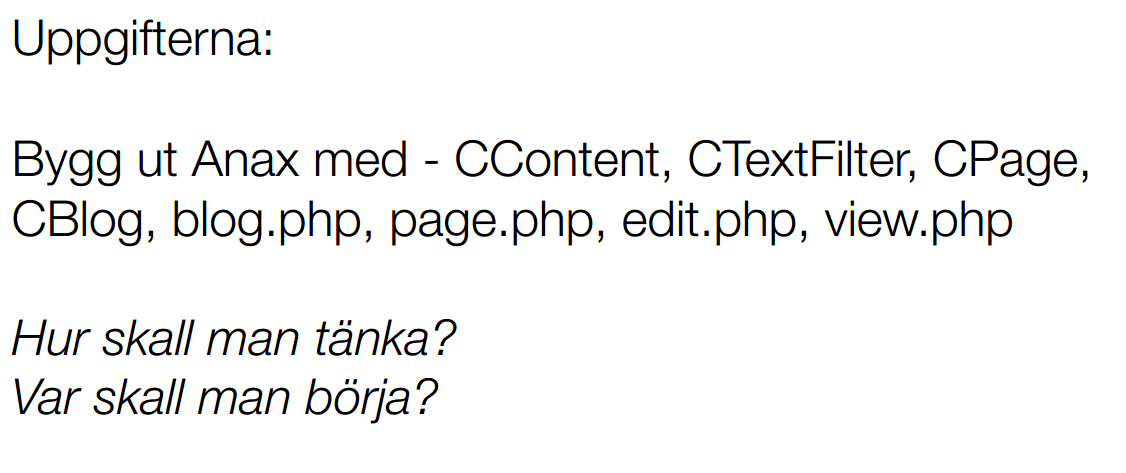 Uppgifterna:
Bygg ut Anax med - CContent, CTextFilter, CPage,
CBlog, blog.php, page.php, edit.php, view.php
Hur skall man tänka?
Var skall man börja?